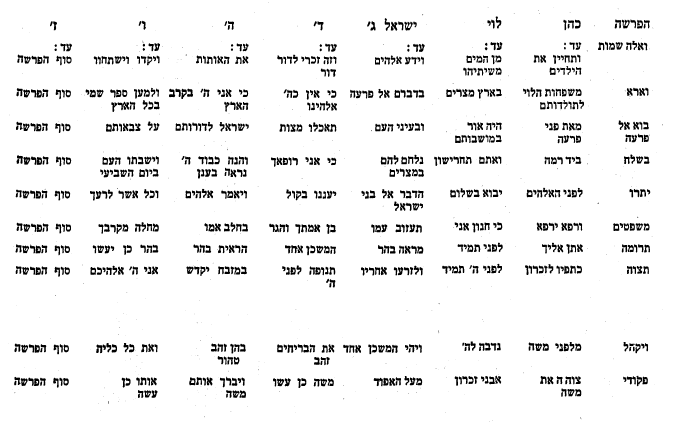 הפרשה כהן לוי ישראל ג׳ ד׳ ה׳ ו׳ ז׳
ואלה שמות עד: עד: עד: עד: עד: עד: עד:
ותחיין את מן המים וידע אלהים וזה זכרי לדור את האותות ויקדו וישתחוו סוף הפרשה
הילדים משיתיהו דור
וארא משפחות הלוי בארץ מצרים בדברם אל פרעה כי אין כה׳ כי אני ה׳ בקרב ולמען ספר שמי סוף הפרשה
לתולדותם אלהינו הארץ בכל הארץ
בוא אל מאת פני היה אור ובעיני העם תאכלו מצות ישראל לדורותם על צבאותם סוף הפרשה
פרעה פרעה במושבותם
בשלח ביד רמה ואתם תחרישון נלחם להם כי אני רופאך והנה כבוד ה׳ וישבתו העם סוף הפרשה
במצרים נראה בענן ביום השביעי
יתרו לפני האלהים יבוא בשלום הדבר אל בני יעננו בקול ויאמר אלהים וכל אשר לרעך סוף הפרשה
ישראל
משפטים ורפא ירפא כי חנון אני תעזוב עמו בן אמתך והגר בחלב אמו מחלה מקרבך סוף הפרשה
תרומה אתן אליך לפני תמיד מראה בהר המשכן אחד הראית בהר בהר כן יעשו סוף הפרשה
תצוה כתפיו לזכרון לפני ה׳ תמיד ולזרעו אחריו תנופה לפני במזבח יקדש אני ה׳ אלהיכם סוף הפרשה
ה׳
ויקהל מלפני משה נדבה לה׳ ויהי המשכן אחד את הבריחים בהן זהב ואת כל כליה סוף הפרשה
זהב טהור
פקודי צוה ה את אבני זכרון מעל האפוד משה כן עשו ויברך אותם אותו כן סוף הפרשה
משה משה עשה